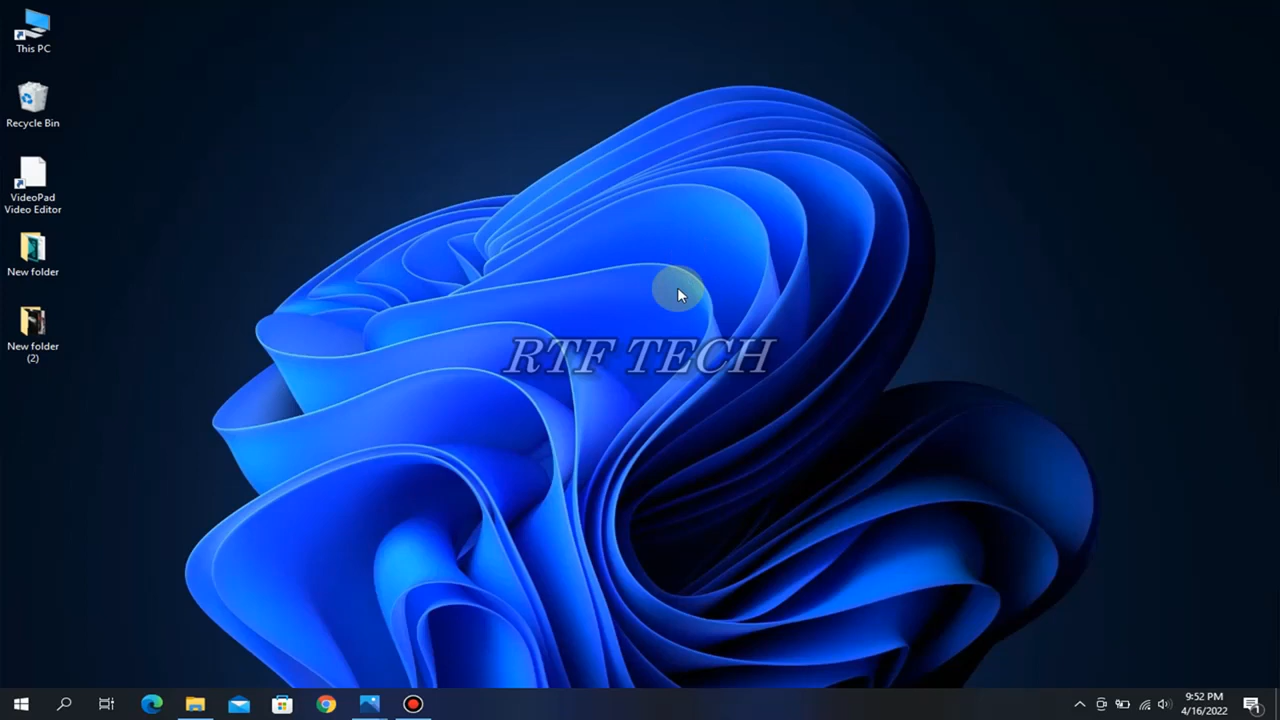 This PC
Recycle Bin
VideoPad
Video Editor
New folder
New folder
(2)
RTF TECH
9:52 PM
4/16/2022
1